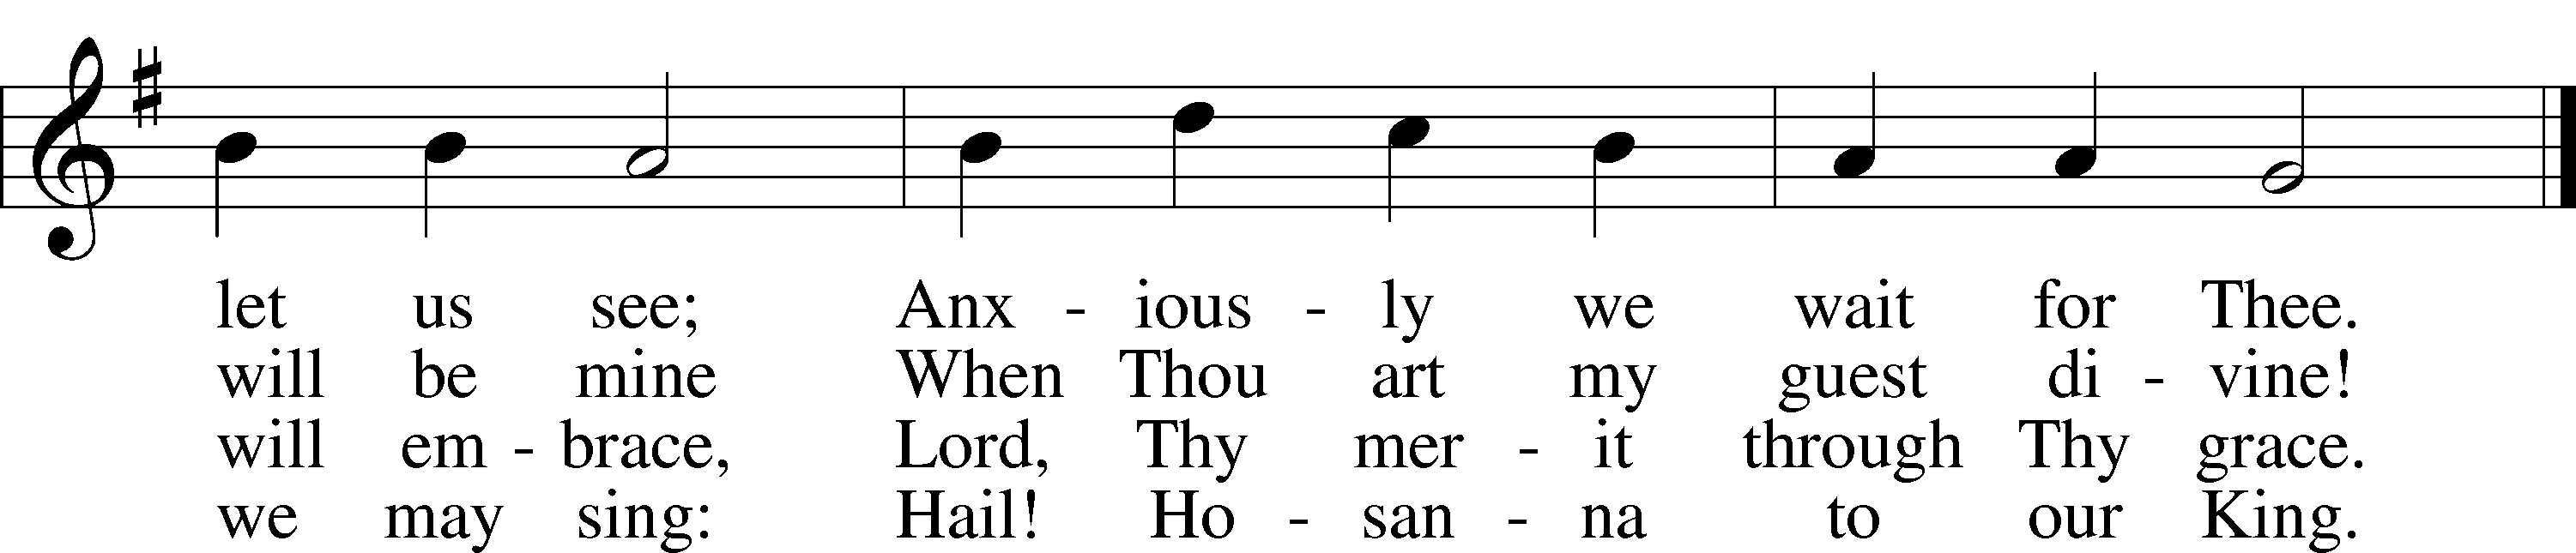 let us see; Anx - ious - ly we wait for Thee.
will be mine When Thou art my guest di - vine!
will em - brace, Lord, Thy mer - it through Thy grace.
we may sing: Hail! Ho - san - na to our King.